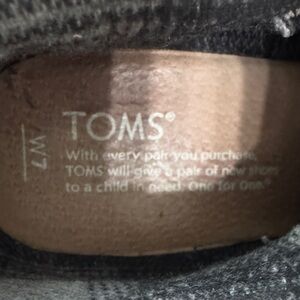 TOMS®
W7
With every pair you purchase,
TOMS will give a pair of new shoes
to a child in need. One for One.®